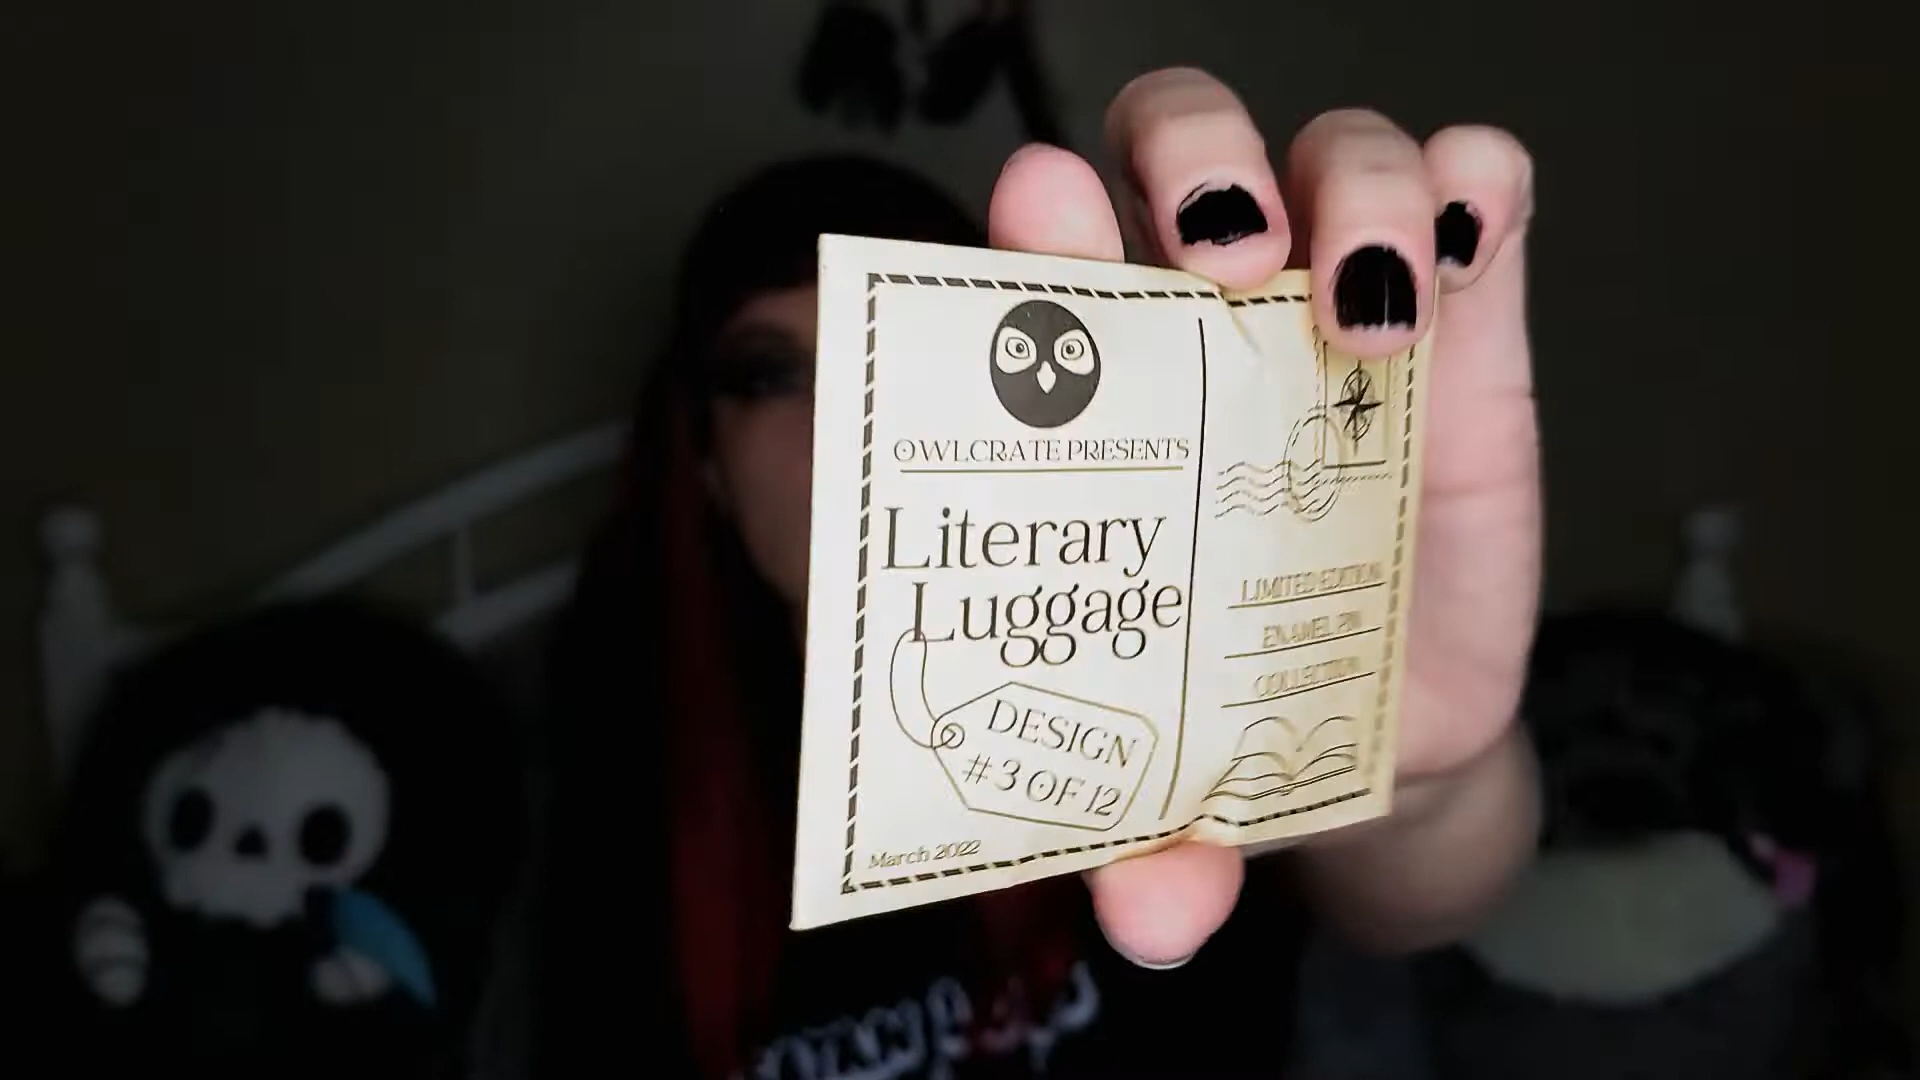 OWLCRATE PRESENTS
Literary
Luggage
DESIGN
#3 OF 12
March 2022
LIMITED EDITION
ENAMEL PIN
COLLECTION